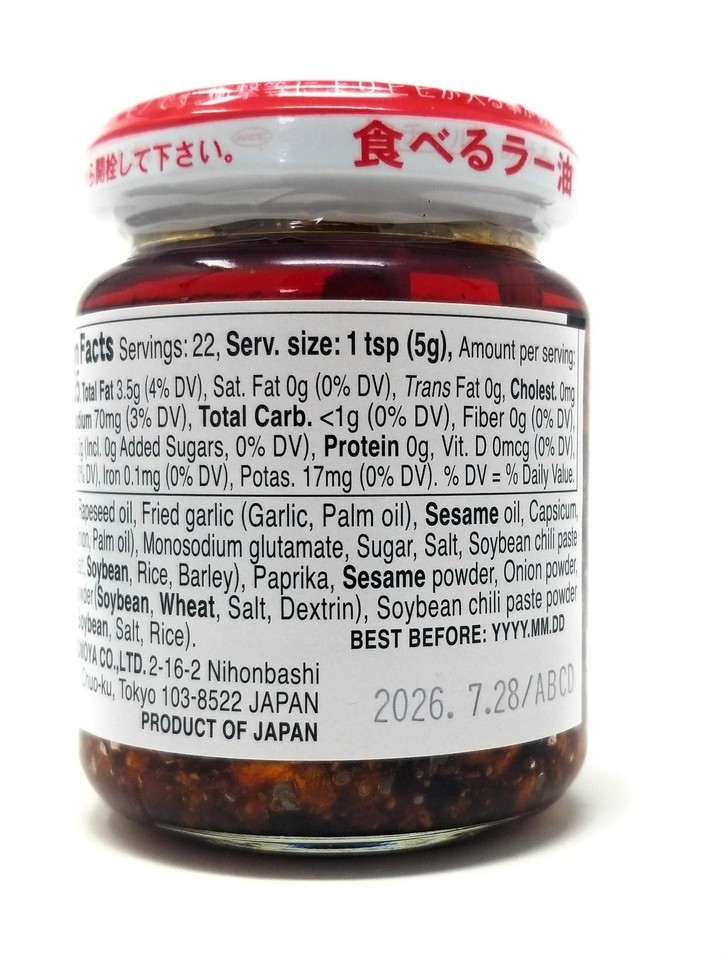 食べるラー油
開栓して下さい。
Facts Servings: 22, Serv. size: 1 tsp (5g), Amount per serving:
Total Fat 3.5g (4% DV), Sat. Fat 0g (0% DV), Trans Fat 0g, Cholest. 0mg
70mg (3% DV), Total Carb. <1g (0% DV), Fiber 0g (0% DV),
(Incl. 0g Added Sugars, 0% DV), Protein 0g, Vit. D 0mcg (0% DV),
DV), Iron 0.1mg (0% DV), Potas. 17mg (0% DV). % DV = % Daily Value.
Rapeseed oil, Fried garlic (Garlic, Palm oil), Sesame oil, Capsicum,
Palm oil), Monosodium glutamate, Sugar, Salt, Soybean chili paste
Soybean, Rice, Barley), Paprika, Sesame powder, Onion powder,
(Soybean, Wheat, Salt, Dextrin), Soybean chili paste powder
Soybean, Salt, Rice).
BEST BEFORE: YYYY.MM.DD
CO.,LTD. 2-16-2 Nihonbashi
Chuo-ku, Tokyo 103-8522 JAPAN
2026. 7.28/ABCD
PRODUCT OF JAPAN